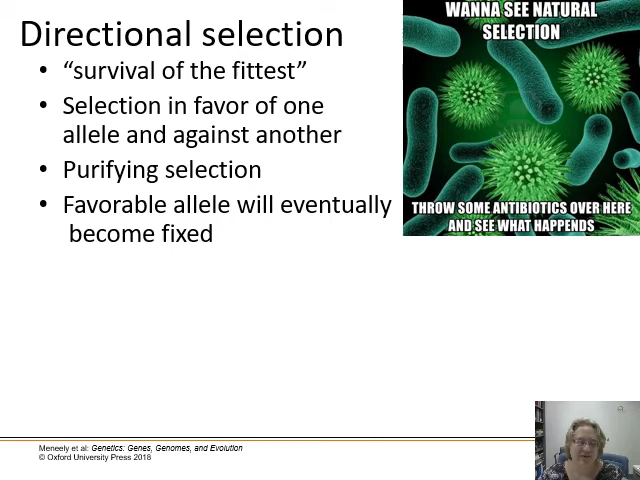 Directional selection
• “survival of the fittest”
• Selection in favor of one
allele and against another
• Purifying selection
• Favorable allele will eventually
become fixed
WANNA SEE NATURAL
SELECTION
THROW SOME ANTIBIOTICS OVER HERE
AND SEE WHAT HAPPENS
Meneely et al: Genetics: Genes, Genomes, and Evolution
© Oxford University Press 2018